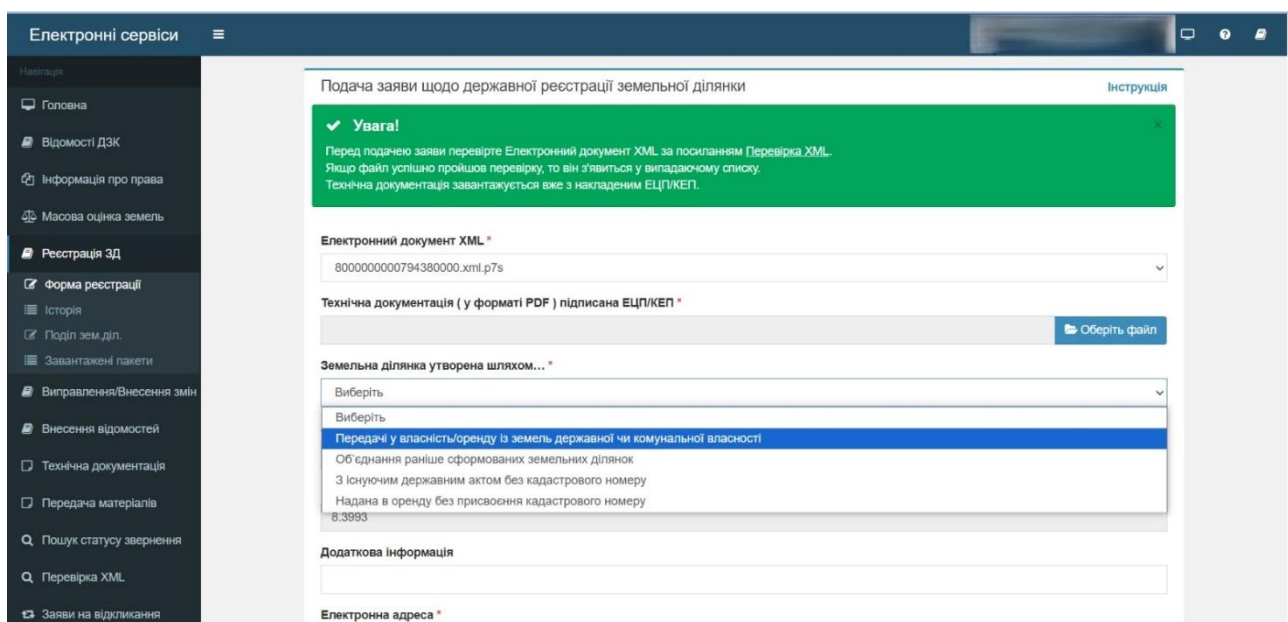 Електронні сервіси
Навігація
Головна
Відомості ДЗК
Інформація про права
Масова оцінка земель
Реєстрація ЗД
Форма реєстрації
Історія
Поділ зем.діл.
Завантажені пакети
Виправлення/Внесення змін
Внесення відомостей
Технічна документація
Передача матеріалів
Пошук статусу звернення
Перевірка XML
Заяви на відкликання
Подача заяви щодо державної реєстрації земельної ділянки
Інструкція
Увага!
Перед подачею заяви перевірте Електронний документ XML за посиланням Перевірка XML.
Якщо файл успішно пройшов перевірку, то він з'явиться у випадаючому списку.
Технічна документація завантажується вже з накладеним ЕЦП/КЕП.
Електронний документ XML *
8000000000794380000.xml.p7s
Технічна документація ( у форматі PDF ) підписана ЕЦП/КЕП *
Оберіть файл
Земельна ділянка утворена шляхом… *
Виберіть
Виберіть
Передачі у власність/оренду із земель державної чи комунальної власності
Об'єднання раніше сформованих земельних ділянок
З існуючим державним актом без кадастрового номеру
Надана в оренду без присвоєння кадастрового номеру
8.3993
Додаткова інформація
Електронна адреса *